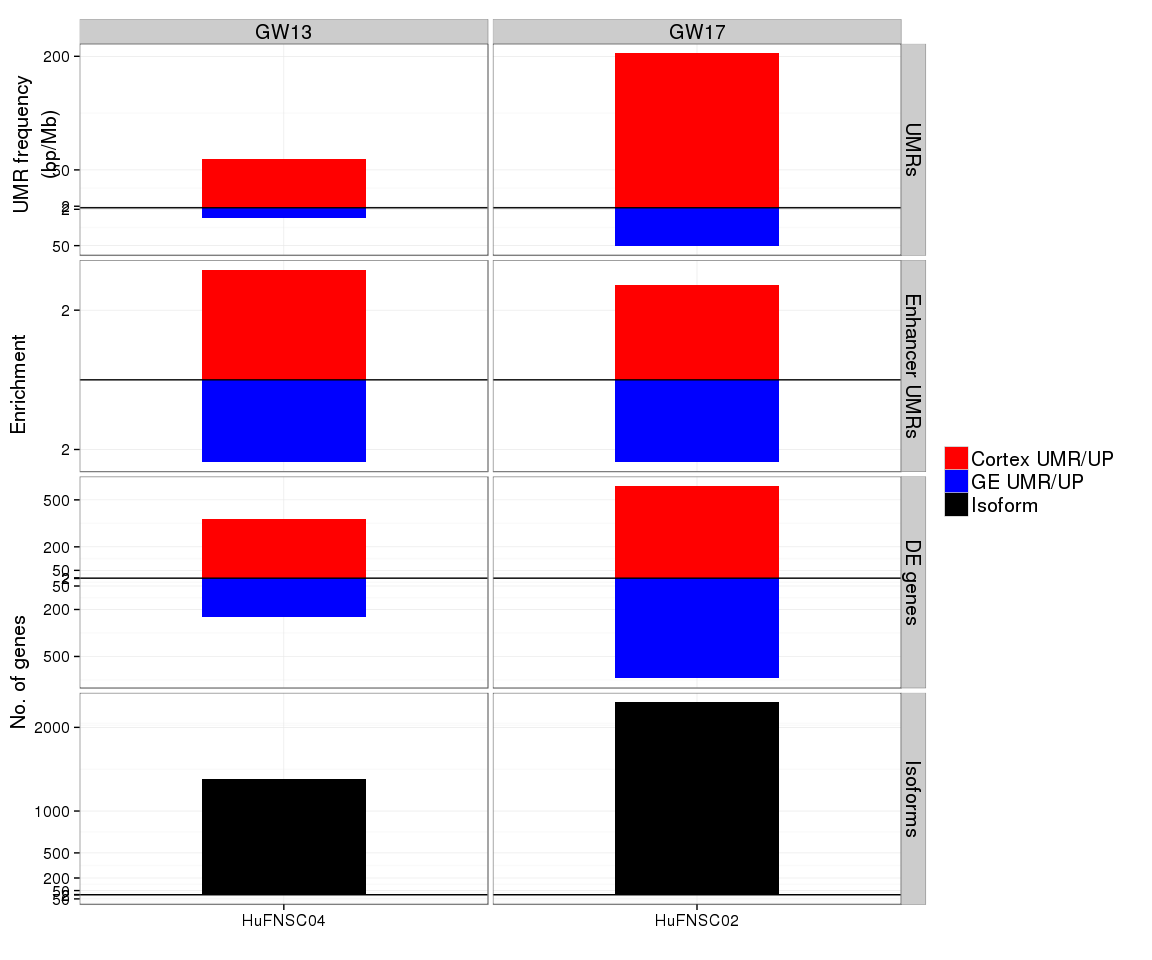 GW13
GW17
UMR frequency
(bp/Mb)
200
50
2
2
50
UMRs
Enrichment
2
2
Enhancer UMRs
No. of genes
500
200
50
2
50
200
500
DE genes
2000
1000
500
200
50
50
Isoforms
HuFNSC04
HuFNSC02
Cortex UMR/UP
GE UMR/UP
Isoform